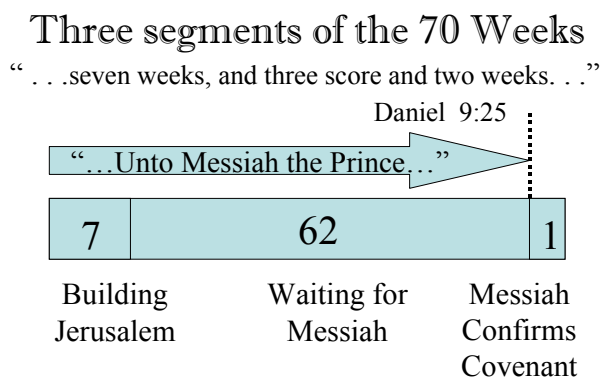 Three segments of the 70 Weeks
“ . . .seven weeks, and three score and two weeks. . .”
Daniel 9:25
“…Unto Messiah the Prince…”
7 62 1
Building Waiting for Messiah
Jerusalem Messiah Confirms
Covenant